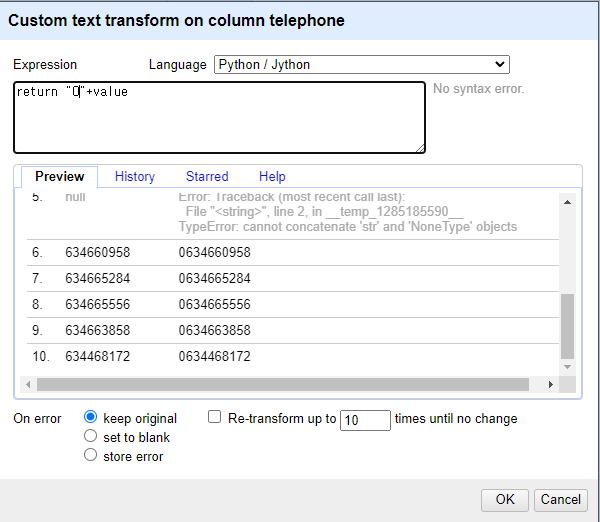 Custom text transform on column telephone
Expression Language Python / Jython
return "0"+value No syntax error.
Preview History Starred Help
5. null Error: Traceback (most recent call last):
File "<string>", line 2, in __temp_1285185590__
TypeError: cannot concatenate 'str' and 'NoneType' objects
6. 634660958 0634660958
7. 634665284 0634665284
8. 634665556 0634665556
9. 634663858 0634663858
10. 634468172 0634468172
On error keep original Re-transform up to 10 times until no change
set to blank
store error
OK Cancel